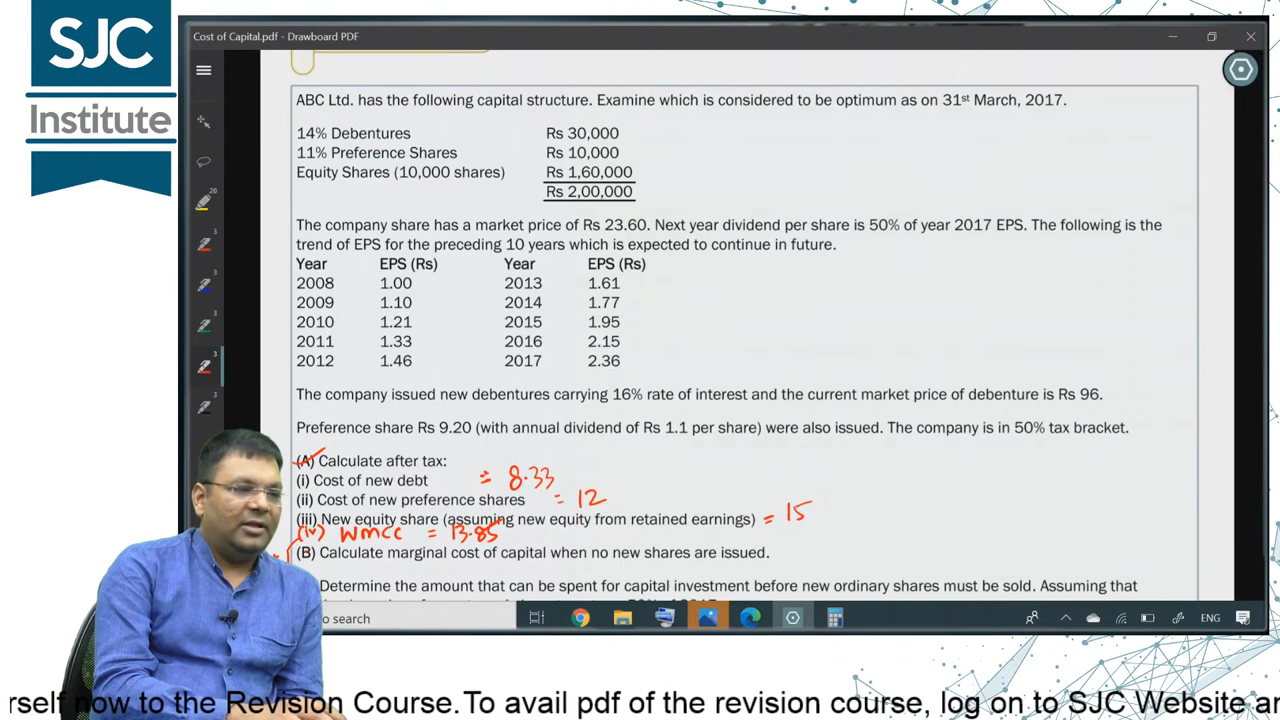 SJC
Institute
Cost of Capital.pdf - Drawboard PDF
ABC Ltd. has the following capital structure. Examine which is considered to be optimum as on 31st March, 2017.
14% Debentures Rs 30,000
11% Preference Shares Rs 10,000
Equity Shares (10,000 shares) Rs 1,60,000
Rs 2,00,000
The company share has a market price of Rs 23.60. Next year dividend per share is 50% of year 2017 EPS. The following is the
trend of EPS for the preceding 10 years which is expected to continue in future.
Year EPS (Rs) Year EPS (Rs)
2008 1.00 2013 1.61
2009 1.10 2014 1.77
2010 1.21 2015 1.95
2011 1.33 2016 2.15
2012 1.46 2017 2.36
The company issued new debentures carrying 16% rate of interest and the current market price of debenture is Rs 96.
Preference share Rs 9.20 (with annual dividend of Rs 1.1 per share) were also issued. The company is in 50% tax bracket.
(A) Calculate after tax:
(i) Cost of new debt = 8.33
(ii) Cost of new preference shares = 12
(iii) New equity share (assuming new equity from retained earnings) = 15
(iv) WMCC = 13.85
(B) Calculate marginal cost of capital when no new shares are issued.
Determine the amount that can be spent for capital investment before new ordinary shares must be sold. Assuming that
o search
ENG
rself now to the Revision Course. To avail pdf of the revision course, log on to SJC Website an